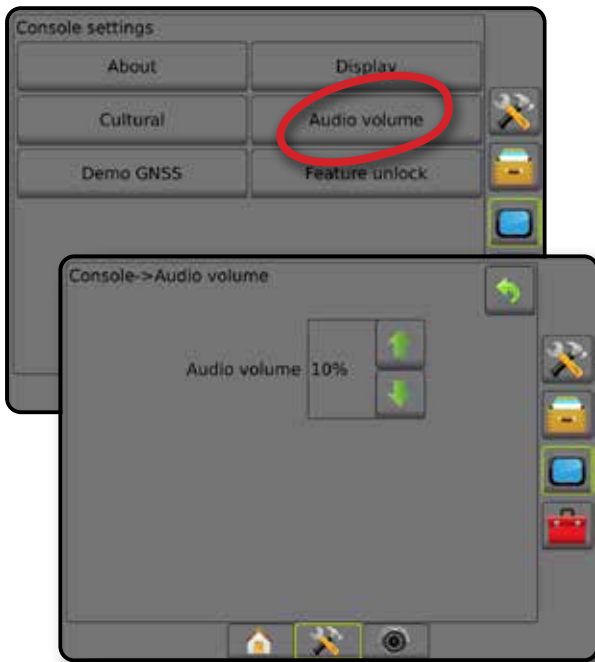 Console settings
About
Display
Cultural
Audio volume
Demo GNSS
Feature unlock
Console->Audio volume
Audio volume 10%